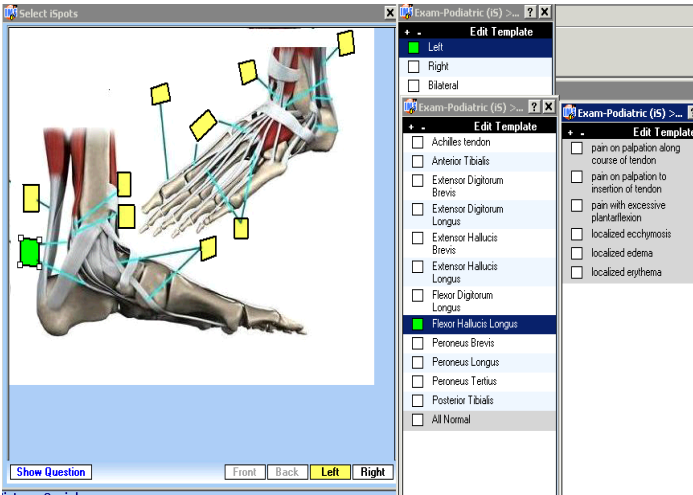 Select iSpots
X
Show Question
Front
Back
Left
Right
Exam-Podiatric (iS) >... ? X
+ - Edit Template
Left
Right
Bilateral
Exam-Podiatric (iS) >... ? X
+ - Edit Template
Achilles tendon
Anterior Tibialis
Extensor Digitorum
Brevis
Extensor Digitorum
Longus
Extensor Hallucis
Brevis
Extensor Hallucis
Longus
Flexor Digitorum
Longus
Flexor Hallucis Longus
Peroneus Brevis
Peroneus Longus
Peroneus Tertius
Posterior Tibialis
All Normal
Exam-Podiatric (iS) >... ?
+ - Edit Template
pain on palpation along
course of tendon
pain on palpation to
insertion of tendon
pain with excessive
plantarflexion
localized ecchymosis
localized edema
localized erythema